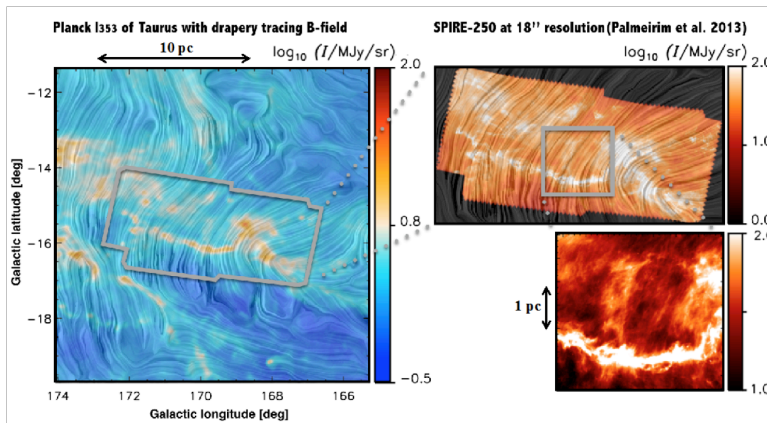 Planck I353 of Taurus with drapery tracing B-field
SPIRE-250 at 18'' resolution(Palmeirim et al. 2013)
10 pc
log10 (I/MJy/sr)
2.0
0.8
−0.5
−12
−14
−16
−18
Galactic latitude [deg]
174
172
170
168
166
Galactic longitude [deg]
log10 (I/MJy/sr)
2.0
1.0
0.0
1 pc
2.0
1.0